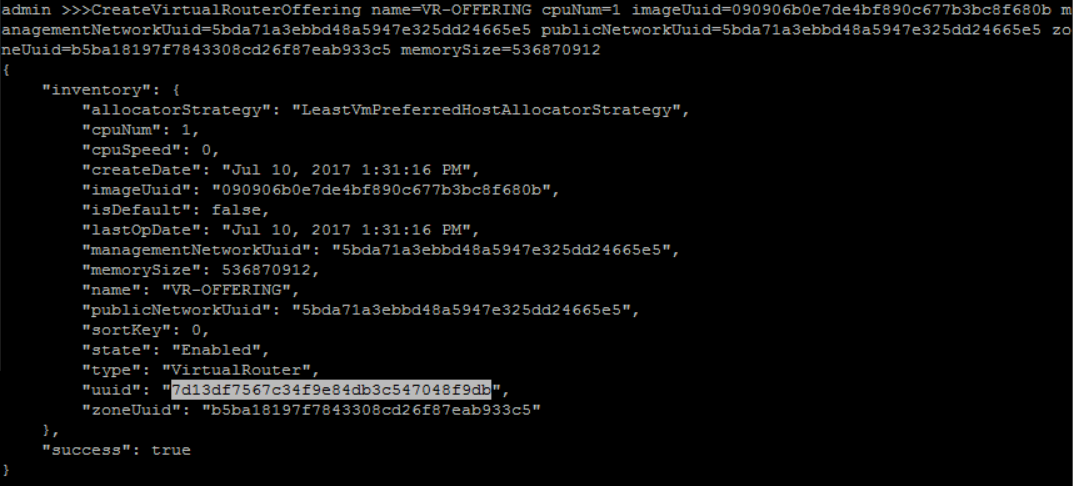 admin >>>CreateVirtualRouterOffering name=VR-OFFERING cpuNum=1 imageUuid=090906b0e7de4bf890c677b3bc8f680b m
anagementNetworkUuid=5bda71a3ebbd48a5947e325dd24665e5 publicNetworkUuid=5bda71a3ebbd48a5947e325dd24665e5 zo
neUuid=b5ba18197f7843308cd26f87eab933c5 memorySize=536870912
{
    "inventory": {
        "allocatorStrategy": "LeastVmPreferredHostAllocatorStrategy",
        "cpuNum": 1,
        "cpuSpeed": 0,
        "createDate": "Jul 10, 2017 1:31:16 PM",
        "imageUuid": "090906b0e7de4bf890c677b3bc8f680b",
        "isDefault": false,
        "lastOpDate": "Jul 10, 2017 1:31:16 PM",
        "managementNetworkUuid": "5bda71a3ebbd48a5947e325dd24665e5",
        "memorySize": 536870912,
        "name": "VR-OFFERING",
        "publicNetworkUuid": "5bda71a3ebbd48a5947e325dd24665e5",
        "sortKey": 0,
        "state": "Enabled",
        "type": "VirtualRouter",
        "uuid": "7d13df7567c34f9e84db3c547048f9db",
        "zoneUuid": "b5ba18197f7843308cd26f87eab933c5"
    },
    "success": true
}